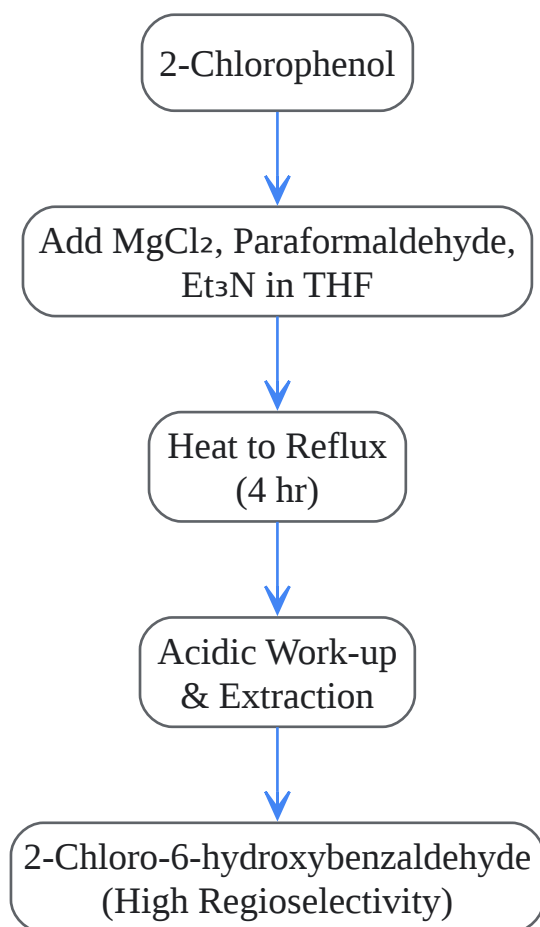 2-Chlorophenol
Add MgCl₂, Paraformaldehyde,
Et₃N in THF
Heat to Reflux
(4 hr)
Acidic Work-up
& Extraction
2-Chloro-6-hydroxybenzaldehyde
(High Regioselectivity)